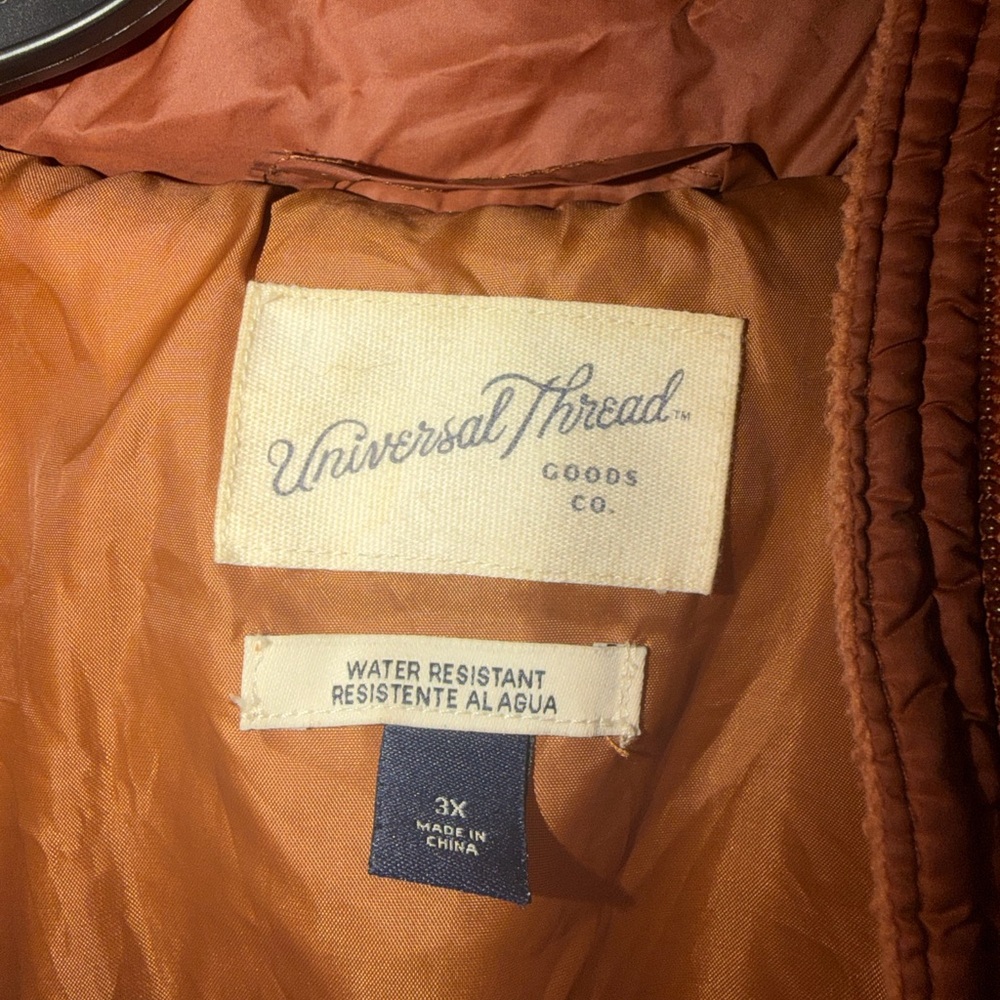 Universal Thread™
GOODS
CO.
WATER RESISTANT
RESISTENTE AL AGUA
3X
MADE IN
CHINA